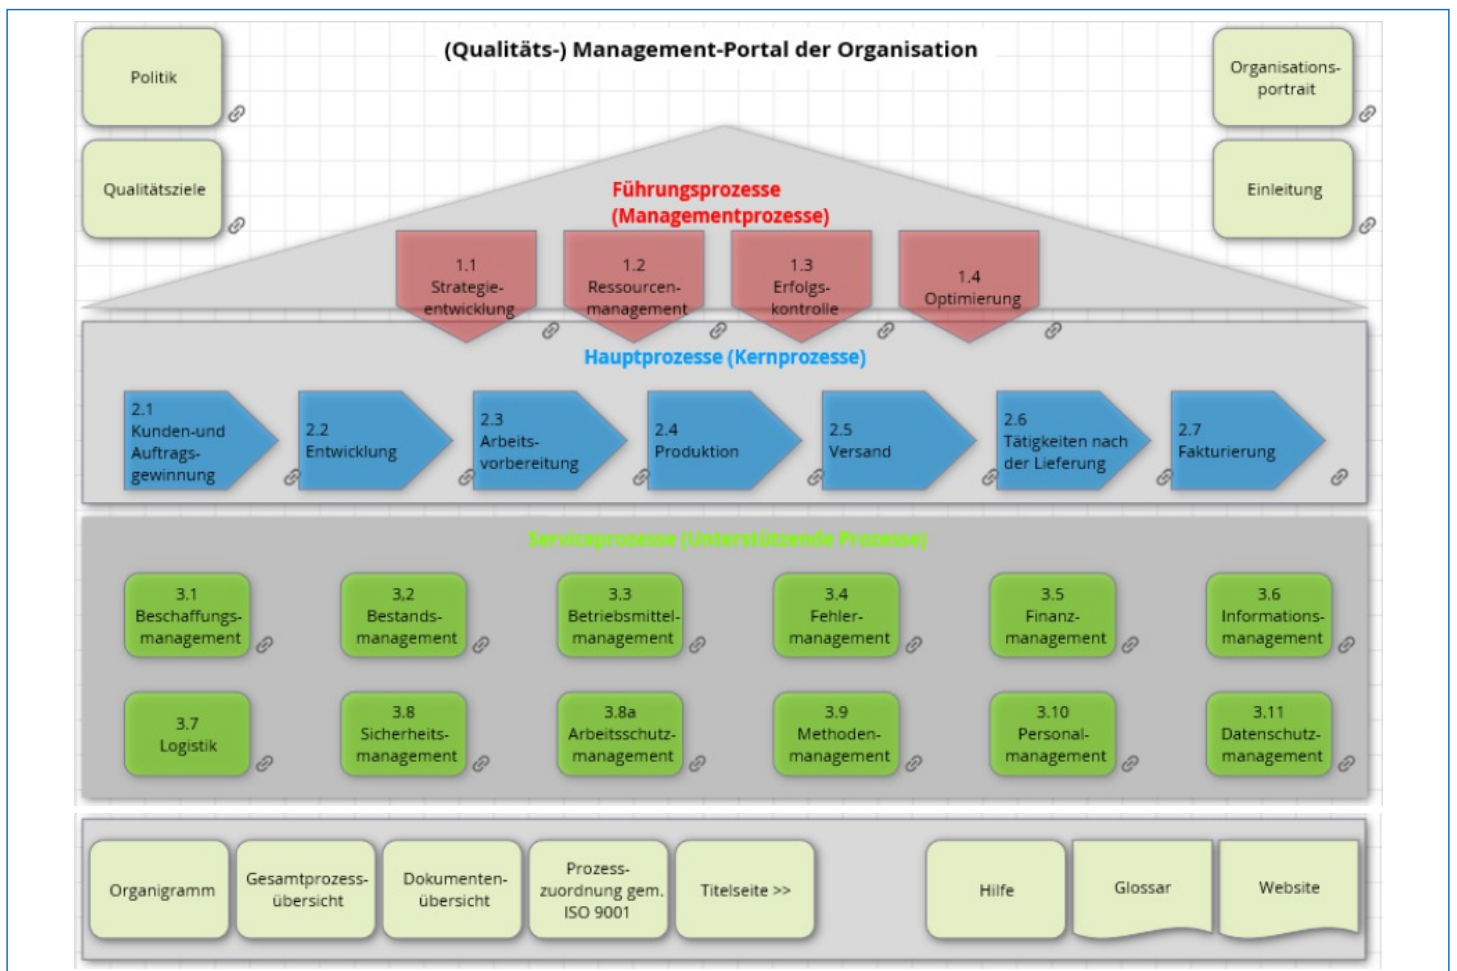 (Qualitäts-) Management-Portal der Organisation
Politik
Organisations-
portrait
Qualitätsziele
Einleitung
Führungsprozesse
(Managementprozesse)
1.1
Strategie-
entwicklung
1.2
Ressourcen-
management
1.3
Erfolgs-
kontrolle
1.4
Optimierung
Hauptprozesse (Kernprozesse)
2.1
Kunden-und
Auftrags-
gewinnung
2.2
Entwicklung
2.3
Arbeits-
vorbereitung
2.4
Produktion
2.5
Versand
2.6
Tätigkeiten nach
der Lieferung
2.7
Fakturierung
Serviceprozesse (Unterstützende Prozesse)
3.1
Beschaffungs-
management
3,2
Bestands-
management
3.3
Betriebsmittel-
management
3.4
Fehler-
management
3.5
Finanz-
management
3.6
Informations-
management
3.7
Logistik
3.8
Sicherheits-
management
3.8a
Arbeitsschutz-
management
3.9
Methoden-
management
3.10
Personal-
management
3.11
Datenschutz-
management
Organigramm
Gesamtprozess-
übersicht
Dokumenten-
übersicht
Prozess-
zuordnung gem.
ISO 9001
Titelseite >>
Hilfe
Glossar
Website